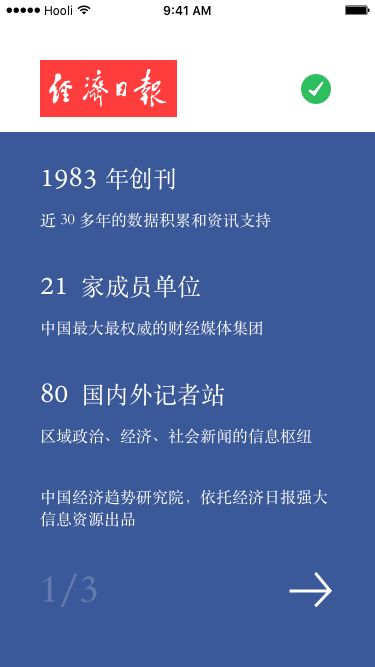 Hooli
9:41 AM
经济日报
1983 年创刊
近 30 多年的数据积累和资讯支持
21 家成员单位
中国最大最权威的财经媒体集团
80 国内外记者站
区域政治、经济、社会新闻的信息枢纽
中国经济趋势研究院，依托经济日报强大
信息资源出品
1/3